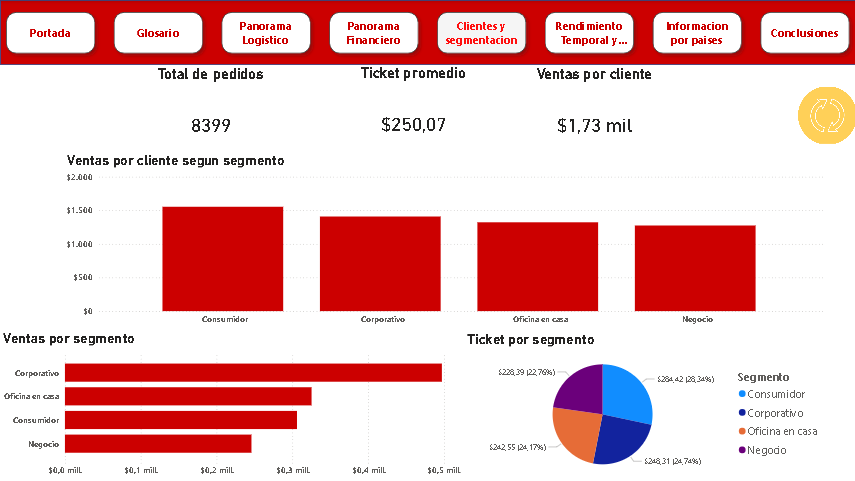 Portada
Glosario
Panorama
Logistico
Panorama
Financiero
Clientes y
segmentacion
Rendimiento
Temporal y...
Informacion
por paises
Conclusiones
Total de pedidos
Ticket promedio
Ventas por cliente
8399
$250,07
$1,73 mil
Ventas por cliente segun segmento
$2.000
$1.500
$1.000
$500
$0
Consumidor
Corporativo
Oficina en casa
Negocio
Ventas por segmento
Corporativo
Oficina en casa
Consumidor
Negocio
$0,0 mill.
$0,1 mill.
$0,2 mill.
$0,3 mill.
$0,4 mill.
$0,5 mill.
Ticket por segmento
$228,39 (22,76%)
$284,42 (28,34%)
$242,55 (24,17%)
$248,31 (24,74%)
Segmento
Consumidor
Corporativo
Oficina en casa
Negocio